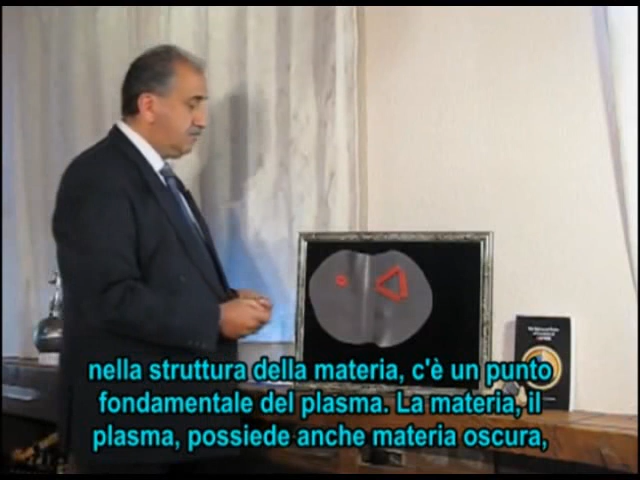 nella struttura della materia, c'è un punto
fondamentale del plasma. La materia, il
plasma, possiede anche materia oscura,